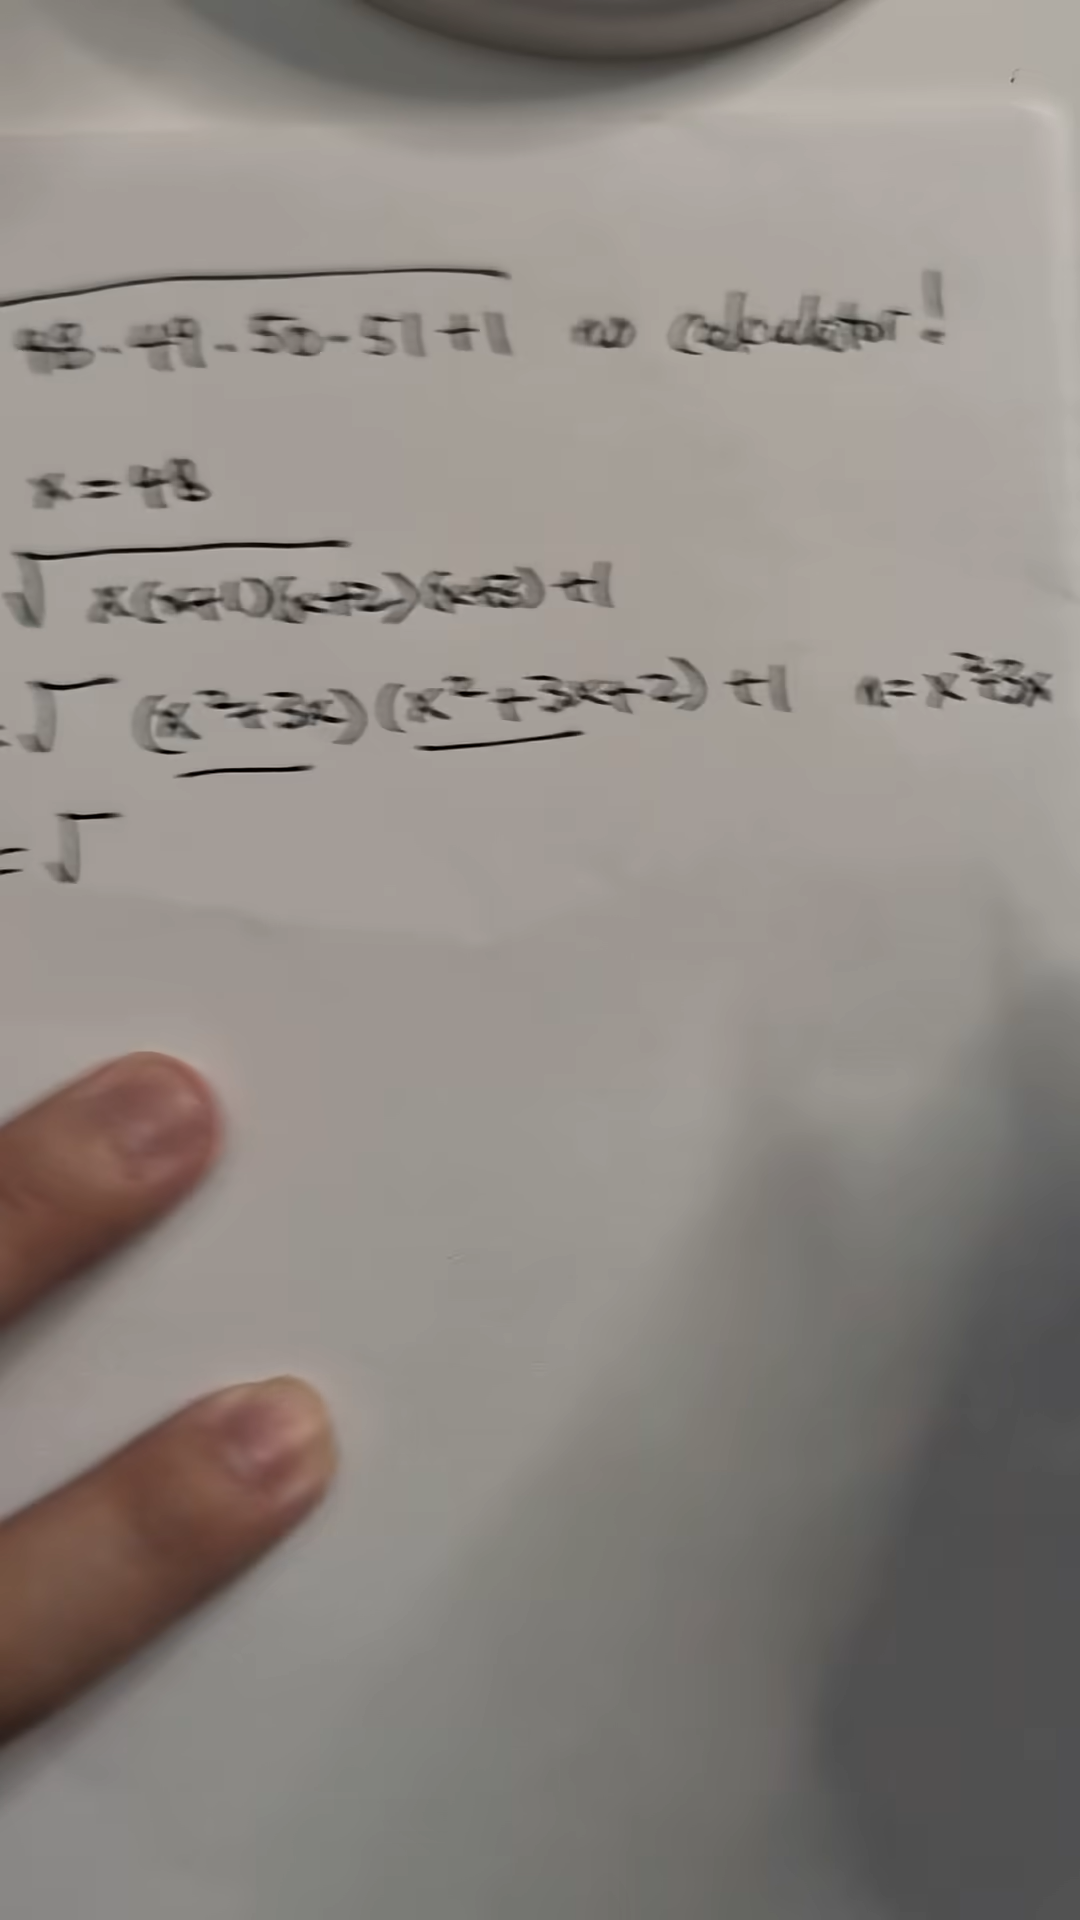 48-49-50-51+1 no calculator!
x=48
√x(x+1)(x+2)(x+3)+1
=√(x²+3x)(x²+3x+2)+1 n=x²+3x
=√